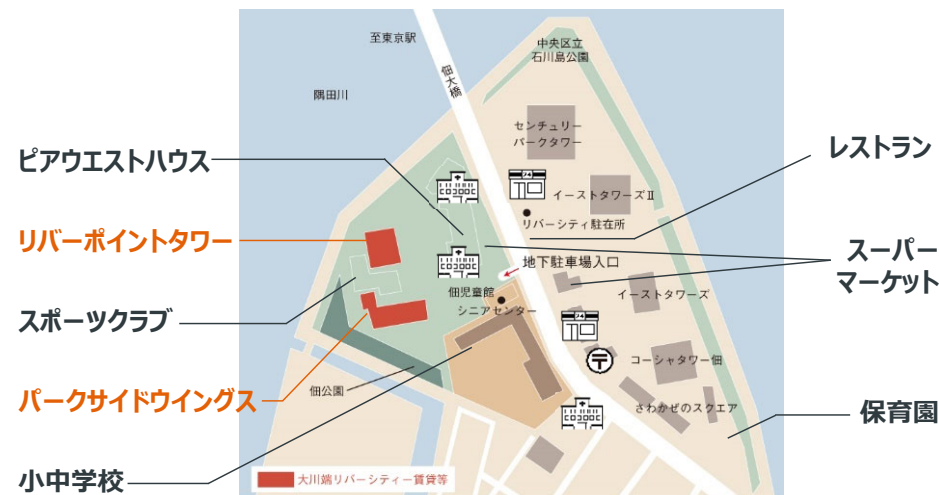 至東京駅
中央区立
石川島公園
佃大橋
隅田川
センチュリー
パークタワー
ピアウエストハウス
レストラン
イーストタワーズⅡ
リバーシティ駐在所
リバーポイントタワー
スーパー
マーケット
地下駐車場入口
佃児童館
シニアセンター
イーストタワーズ
スポーツクラブ
コーシャタワー佃
佃公園
パークサイドウイングス
さわかぜのスクエア
保育園
小中学校
大川端リバーシティー賃貸等